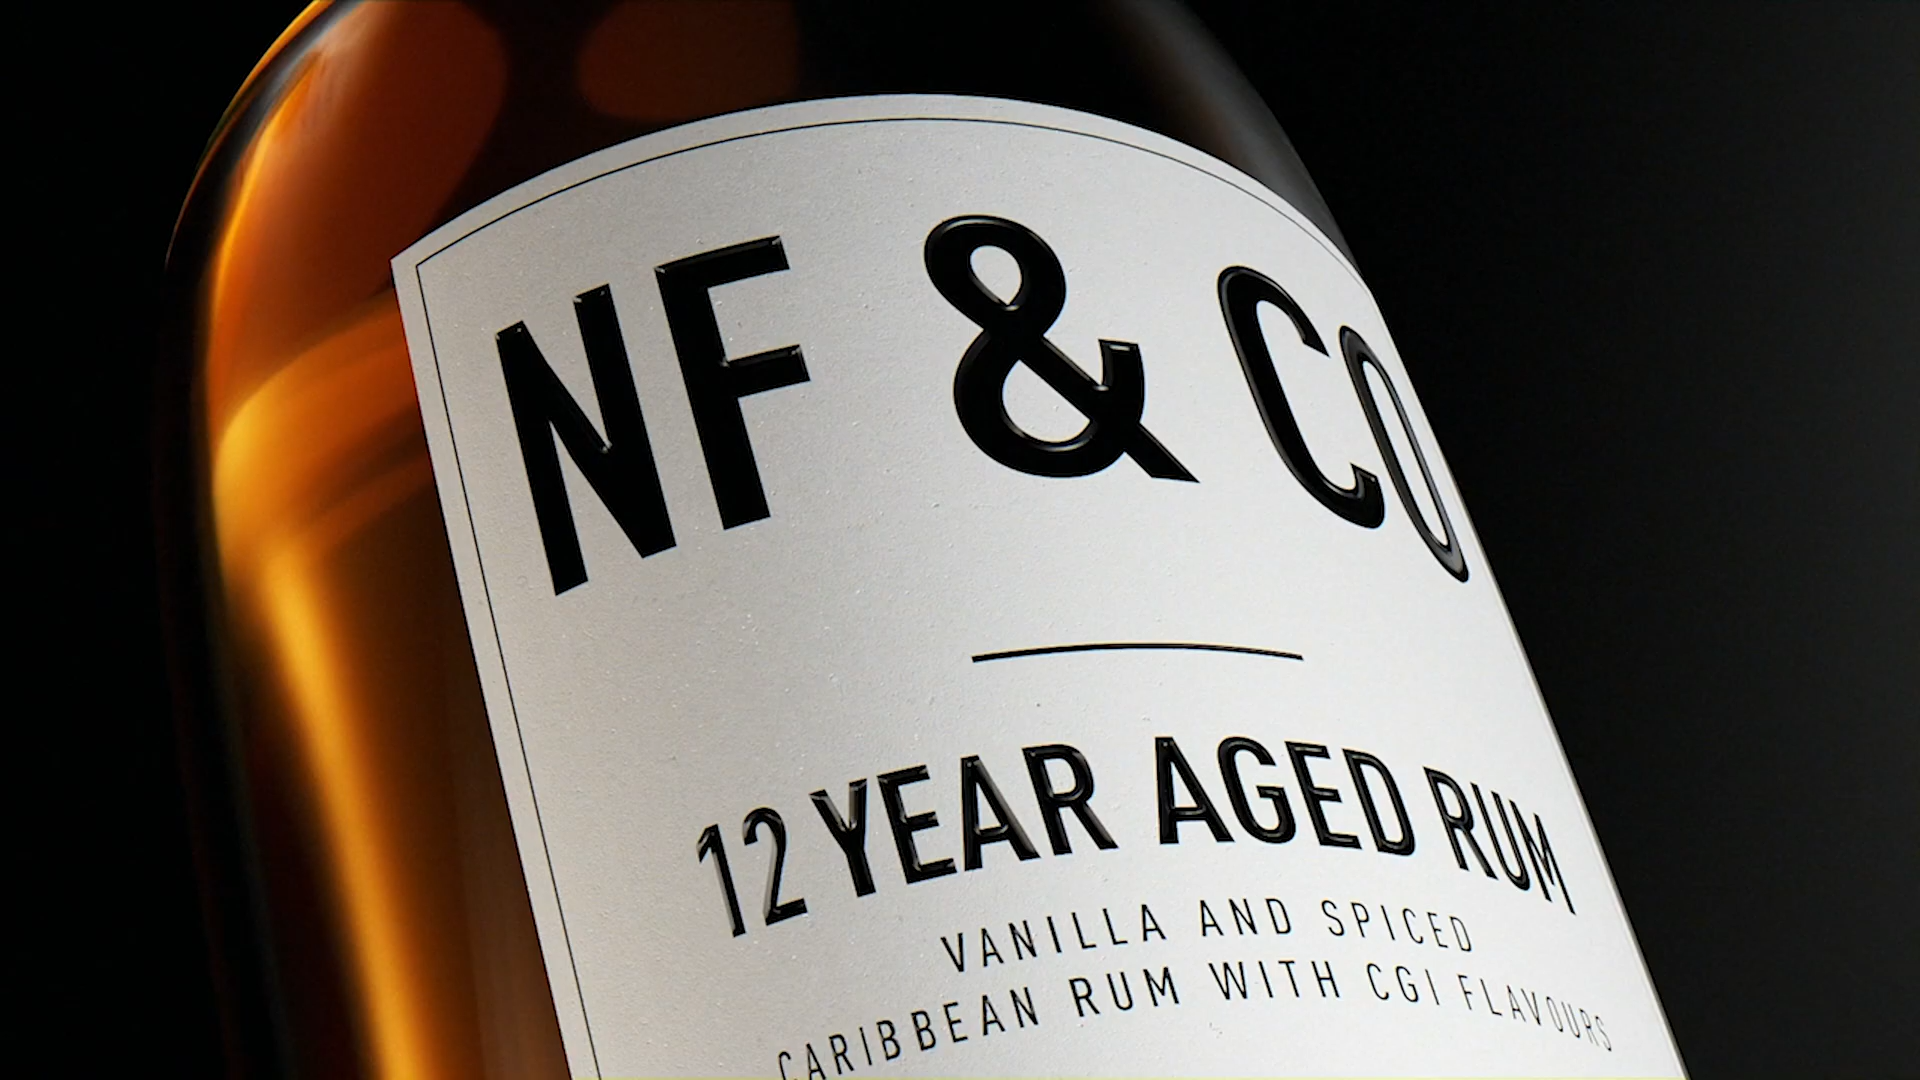 NF & CO
12 YEAR AGED RUM
VANILLA AND SPICED
CARIBBEAN RUM WITH CGI FLAVOURS